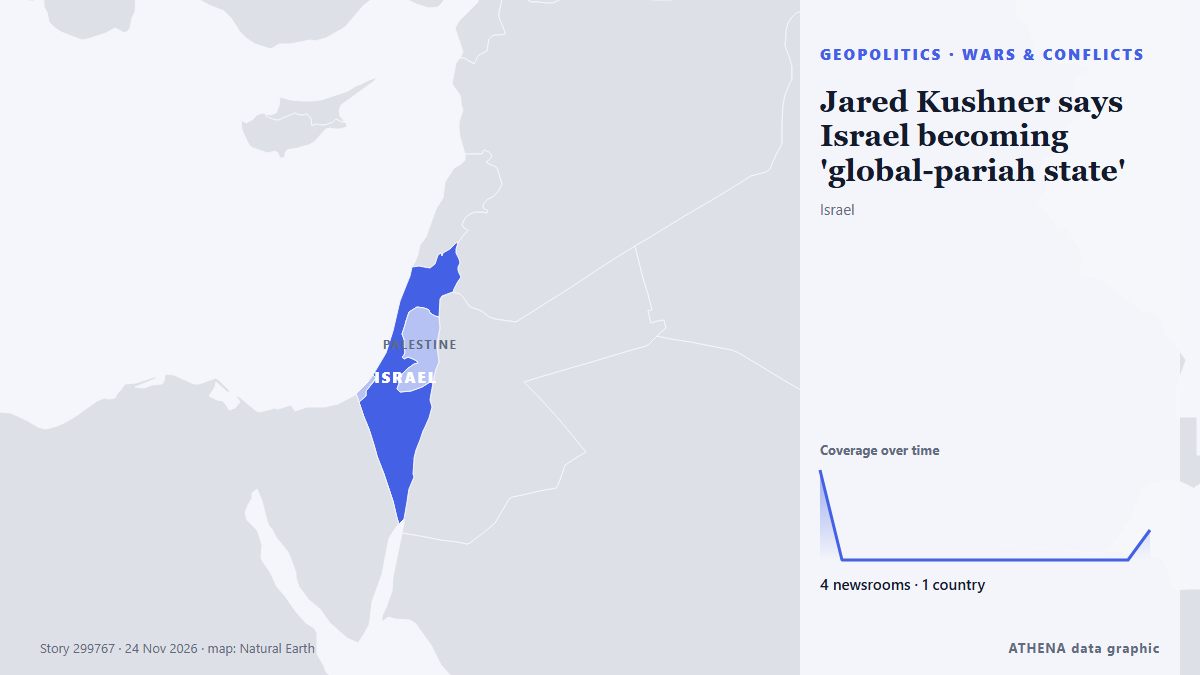 GEOPOLITICS · WARS & CONFLICTS
Jared Kushner says
Israel becoming
'global-pariah state'
Israel
PALESTINE
ISRAEL
Coverage over time
4 newsrooms · 1 country
Story 299767 · 24 Nov 2026 · map: Natural Earth
ATHENA data graphic